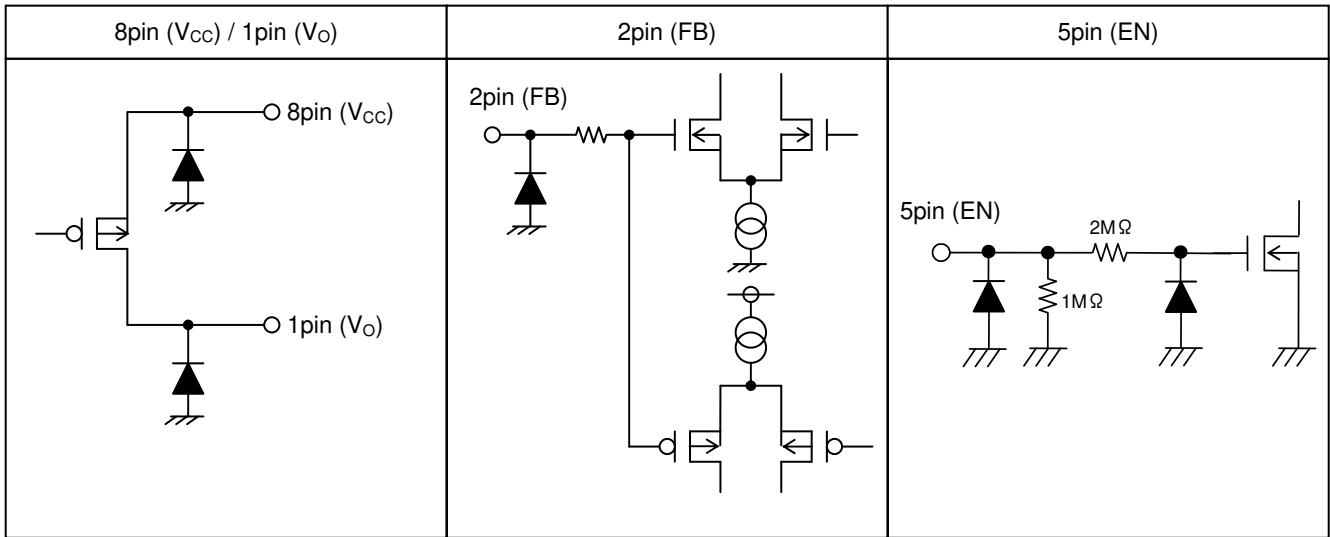 8pin (VCC) / 1pin (VO)
2pin (FB)
5pin (EN)
8pin (VCC)
1pin (VO)
2pin (FB)
5pin (EN)
2MΩ
1MΩ